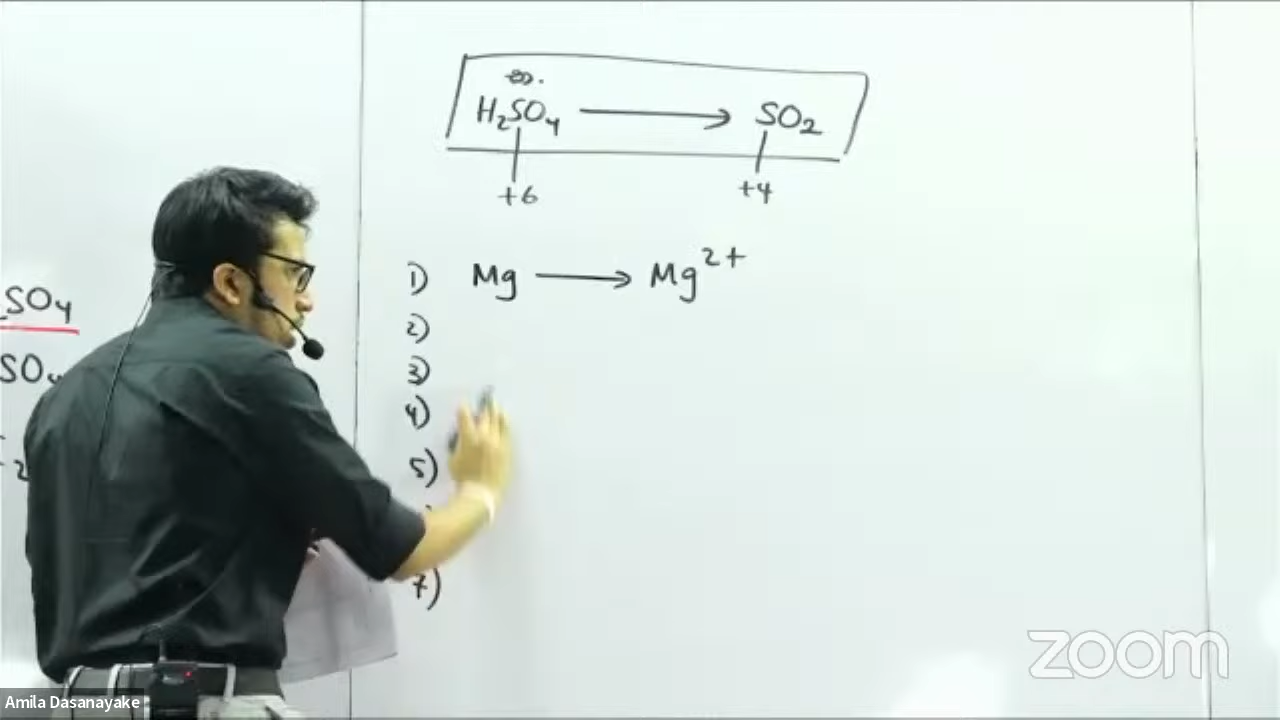 SO4
SO4
සා.
H2SO4 ⟶ SO2
+6 +4
1) Mg ⟶ Mg2+
2)
3)
4)
5)
7)
zoom
Amila Dasanayake